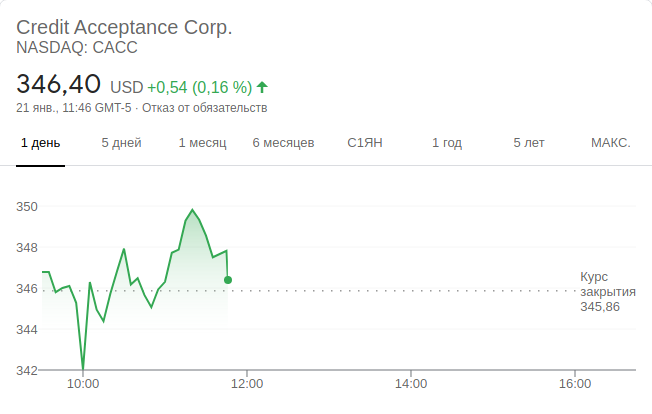 Credit Acceptance Corp.
NASDAQ: CACC
346,40 USD +0,54 (0,16 %)
21 янв., 11:46 GMT-5 · Отказ от обязательств
1 день 5 дней 1 месяц 6 месяцев С1ЯН 1 год 5 лет МАКС.
350
348
346
344
342
Курс
закрытия
345,86
10:00 12:00 14:00 16:00